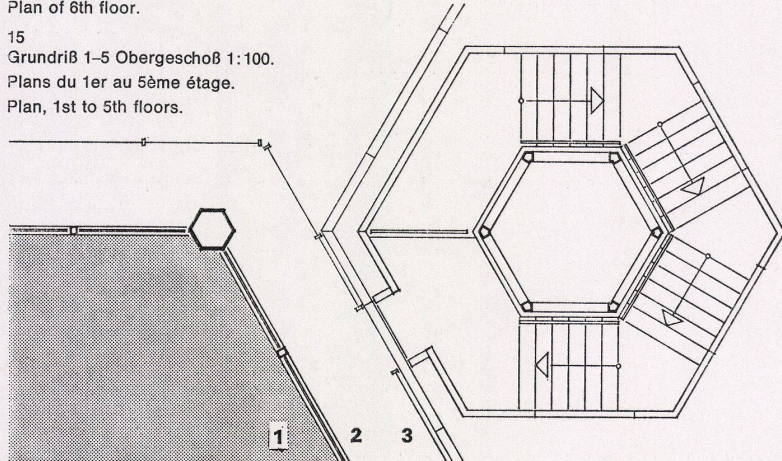 Plan of 6th floor.
15
Grundriß 1–5 Obergeschoß 1:100.
Plans du 1er au 5ème étage.
Plan, 1st to 5th floors.
1 2 3